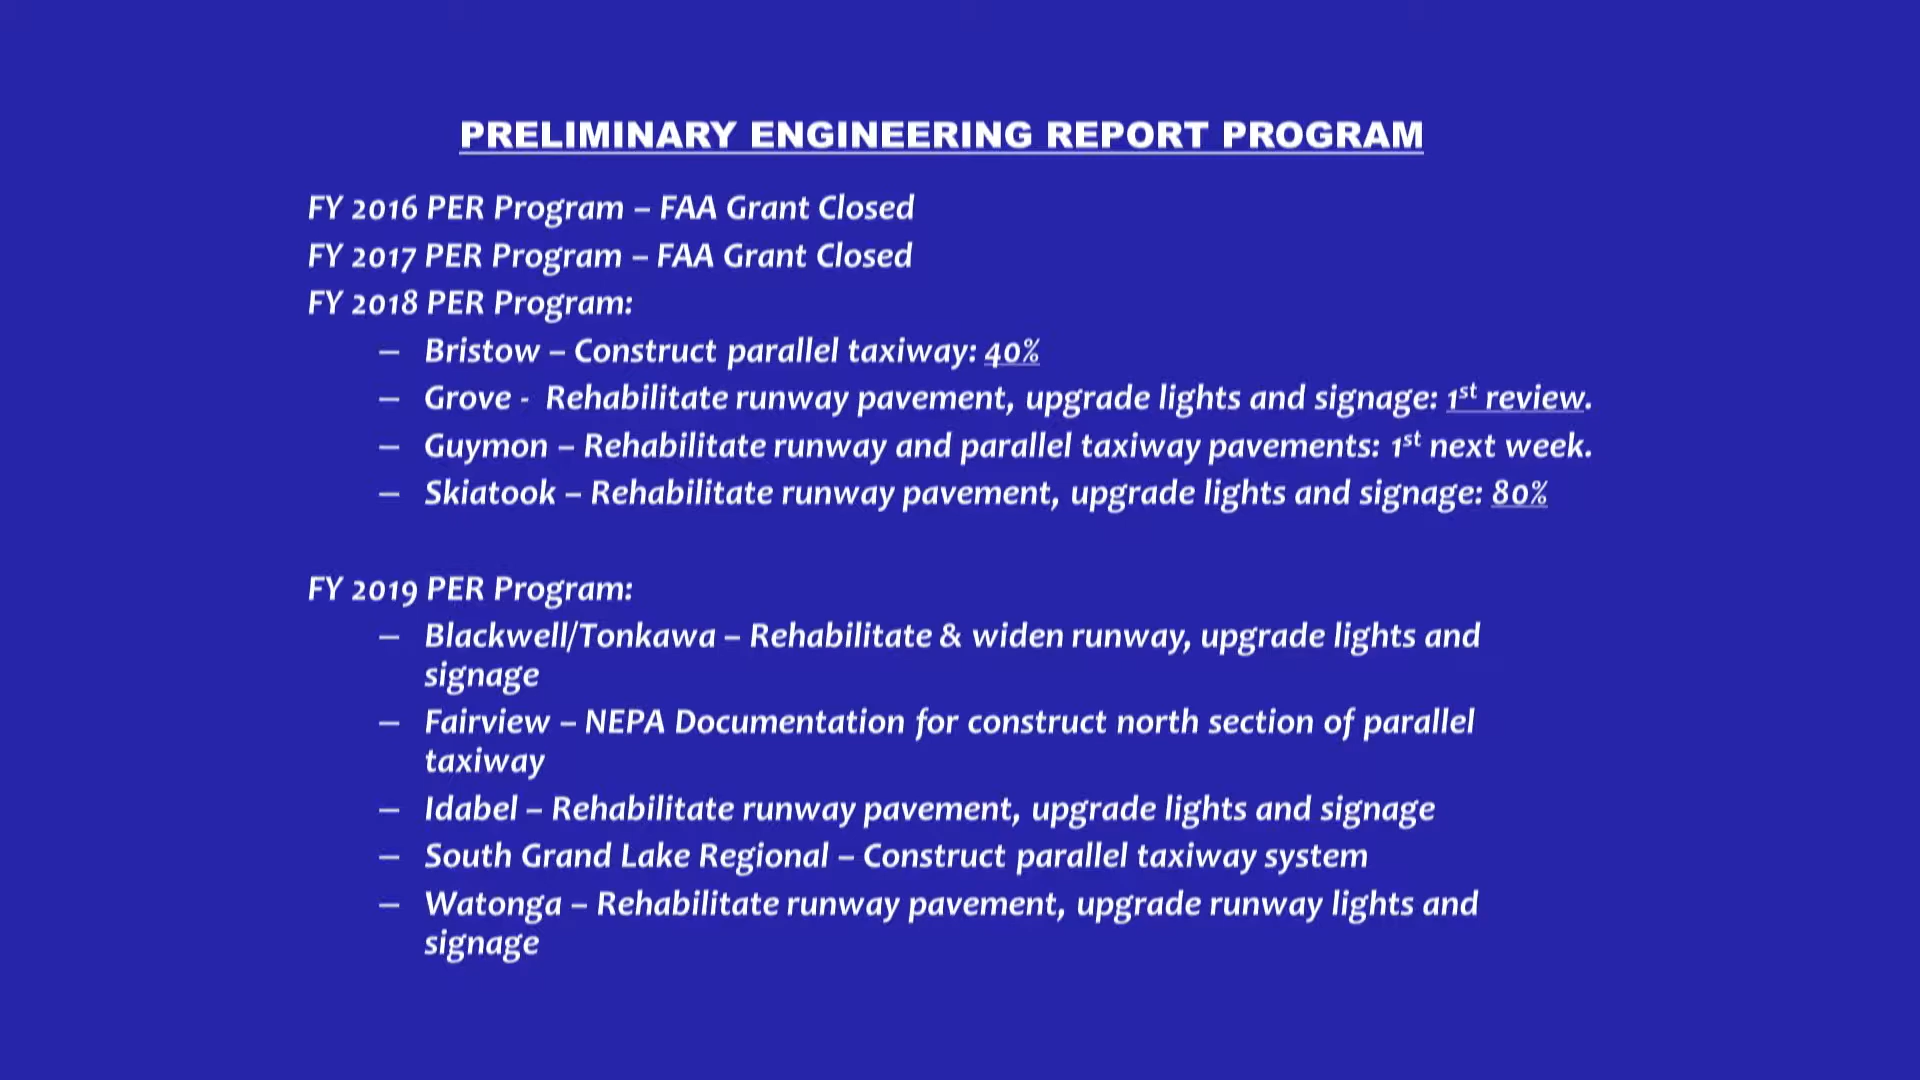 PRELIMINARY ENGINEERING REPORT PROGRAM
FY 2016 PER Program – FAA Grant Closed
FY 2017 PER Program – FAA Grant Closed
FY 2018 PER Program:
– Bristow – Construct parallel taxiway: 40%
– Grove - Rehabilitate runway pavement, upgrade lights and signage: 1st review.
– Guymon – Rehabilitate runway and parallel taxiway pavements: 1st next week.
– Skiatook – Rehabilitate runway pavement, upgrade lights and signage: 80%
FY 2019 PER Program:
– Blackwell/Tonkawa – Rehabilitate & widen runway, upgrade lights and
signage
– Fairview – NEPA Documentation for construct north section of parallel
taxiway
– Idabel – Rehabilitate runway pavement, upgrade lights and signage
– South Grand Lake Regional – Construct parallel taxiway system
– Watonga – Rehabilitate runway pavement, upgrade runway lights and
signage